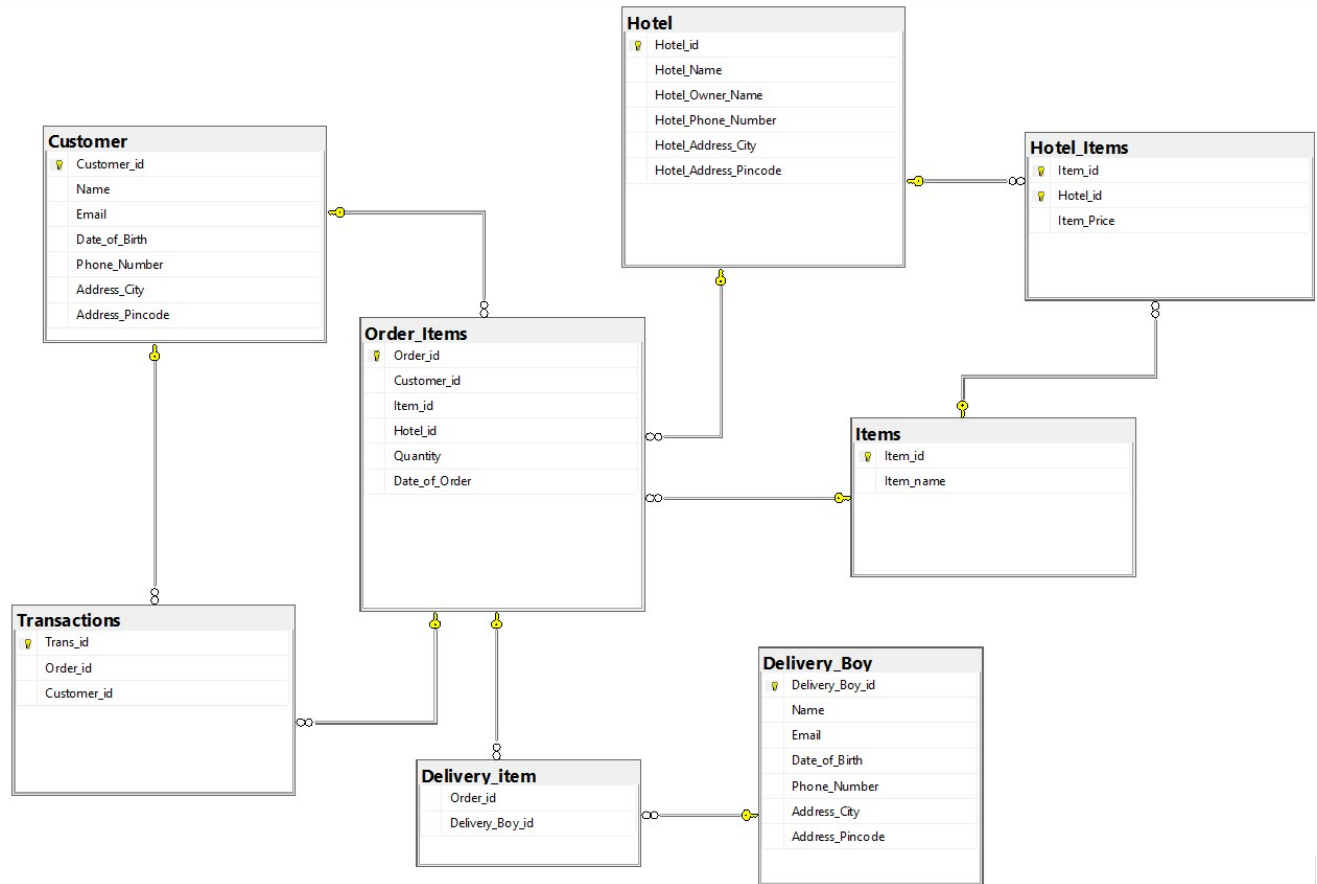 Hotel
Hotel_id
Hotel_Name
Hotel_Owner_Name
Hotel_Phone_Number
Hotel_Address_City
Hotel_Address_Pincode
Customer
Customer_id
Name
Email
Date_of_Birth
Phone_Number
Address_City
Address_Pincode
Hotel_Items
Item_id
Hotel_id
Item_Price
Order_Items
Order_id
Customer_id
Item_id
Hotel_id
Quantity
Date_of_Order
Items
Item_id
Item_name
Transactions
Trans_id
Order_id
Customer_id
Delivery_Boy
Delivery_Boy_id
Name
Email
Date_of_Birth
Phone_Number
Address_City
Address_Pincode
Delivery_item
Order_id
Delivery_Boy_id